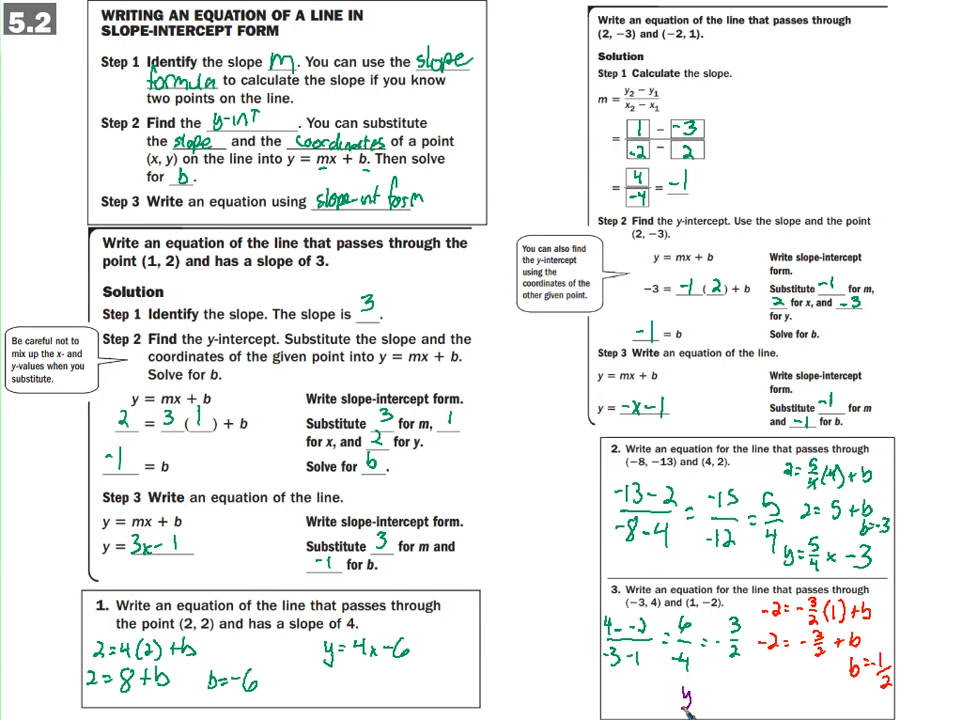 5.2
WRITING AN EQUATION OF A LINE IN
SLOPE-INTERCEPT FORM
Step 1 Identify the slope m. You can use the slope
formula to calculate the slope if you know
two points on the line.
Step 2 Find the y-int. You can substitute
the slope and the coordinates of a point
(x, y) on the line into y = mx + b. Then solve
for b.
Step 3 Write an equation using slope-int form
Write an equation of the line that passes through the
point (1, 2) and has a slope of 3.
Solution
Step 1 Identify the slope. The slope is 3.
Be careful not to
mix up the x- and
y-values when you
substitute.
Step 2 Find the y-intercept. Substitute the slope and the
coordinates of the given point into y = mx + b.
Solve for b.
y = mx + b Write slope-intercept form.
2 = 3 (1) + b Substitute 3 for m, 1
for x, and 2 for y.
-1 = b Solve for b.
Step 3 Write an equation of the line.
y = mx + b Write slope-intercept form.
y = 3x - 1 Substitute 3 for m and
-1 for b.
1. Write an equation of the line that passes through
the point (2, 2) and has a slope of 4.
2 = 4(2) + b y = 4x - 6
2 = 8 + b b = -6
Write an equation of the line that passes through
(2, −3) and (−2, 1).
Solution
Step 1 Calculate the slope.
m = y2 − y1 / x2 − x1
= 1 − -3 / -2 − 2
= 4 / -4 = -1
Step 2 Find the y-intercept. Use the slope and the point
(2, −3).
You can also find
the y-intercept
using the
coordinates of the
other given point.
y = mx + b Write slope-intercept
form.
−3 = -1 (2) + b Substitute -1 for m,
2 for x, and -3
for y.
-1 = b Solve for b.
Step 3 Write an equation of the line.
y = mx + b Write slope-intercept
form.
y = -x - 1 Substitute -1 for m
and -1 for b.
2. Write an equation for the line that passes through
(−8, −13) and (4, 2).
-13 - 2 / -8 - 4 = -15 / -12 = 5/4
2 = 5/4 (4) + b
2 = 5 + b
b = -3
y = 5/4 x - 3
3. Write an equation for the line that passes through
(−3, 4) and (1, −2).
4 - -2 / -3 - 1 = 6 / -4 = - 3/2
-2 = - 3/2 (1) + b
-2 = - 3/2 + b
b = -1/2
y